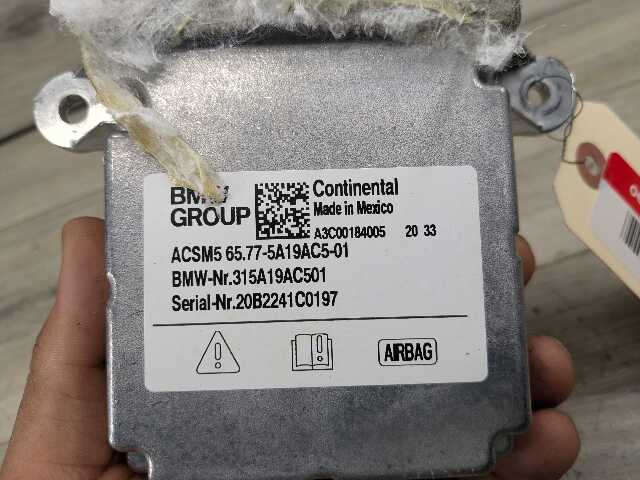 BMW
GROUP
Continental
Made in Mexico
A3C00184005 20 33
ACSM5 65.77-5A19AC5-01
BMW-Nr.315A19AC501
Serial-Nr.20B2241C0197
AIRBAG